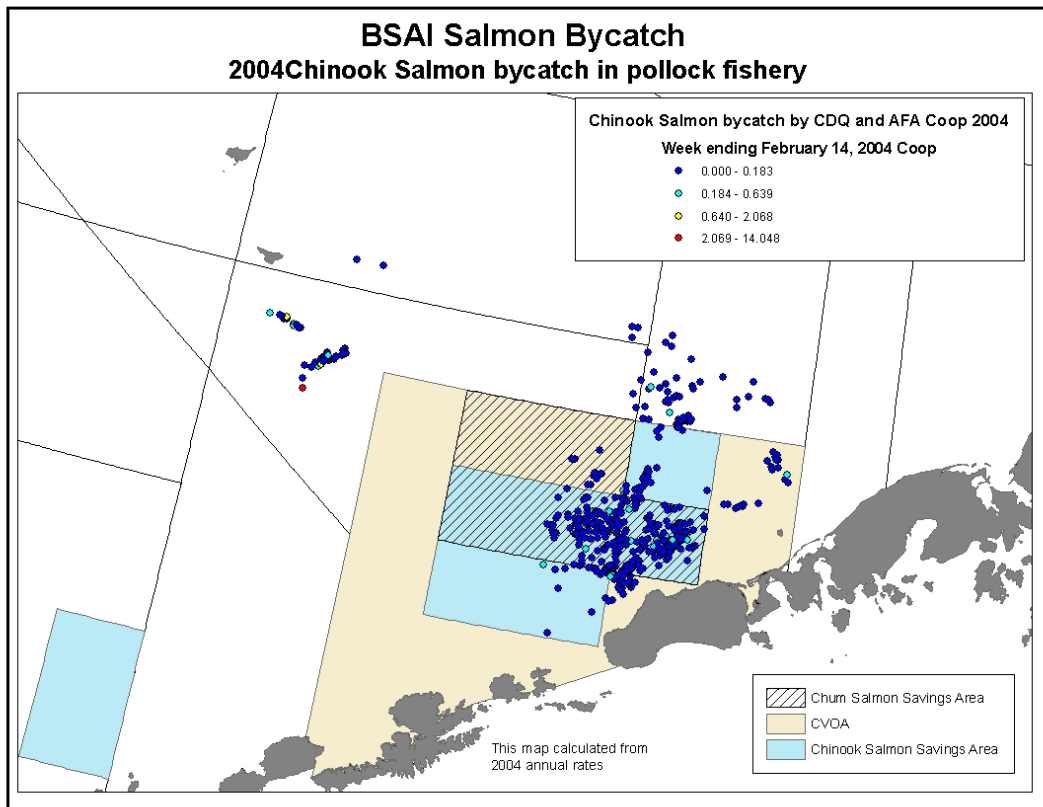 BSAI Salmon Bycatch
2004Chinook Salmon bycatch in pollock fishery
Chinook Salmon bycatch by CDQ and AFA Coop 2004
Week ending February 14, 2004 Coop
0.000 - 0.183
0.184 - 0.639
0.640 - 2.068
2.069 - 14.048
Chum Salmon Savings Area
CVOA
Chinook Salmon Savings Area
This map calculated from
2004 annual rates